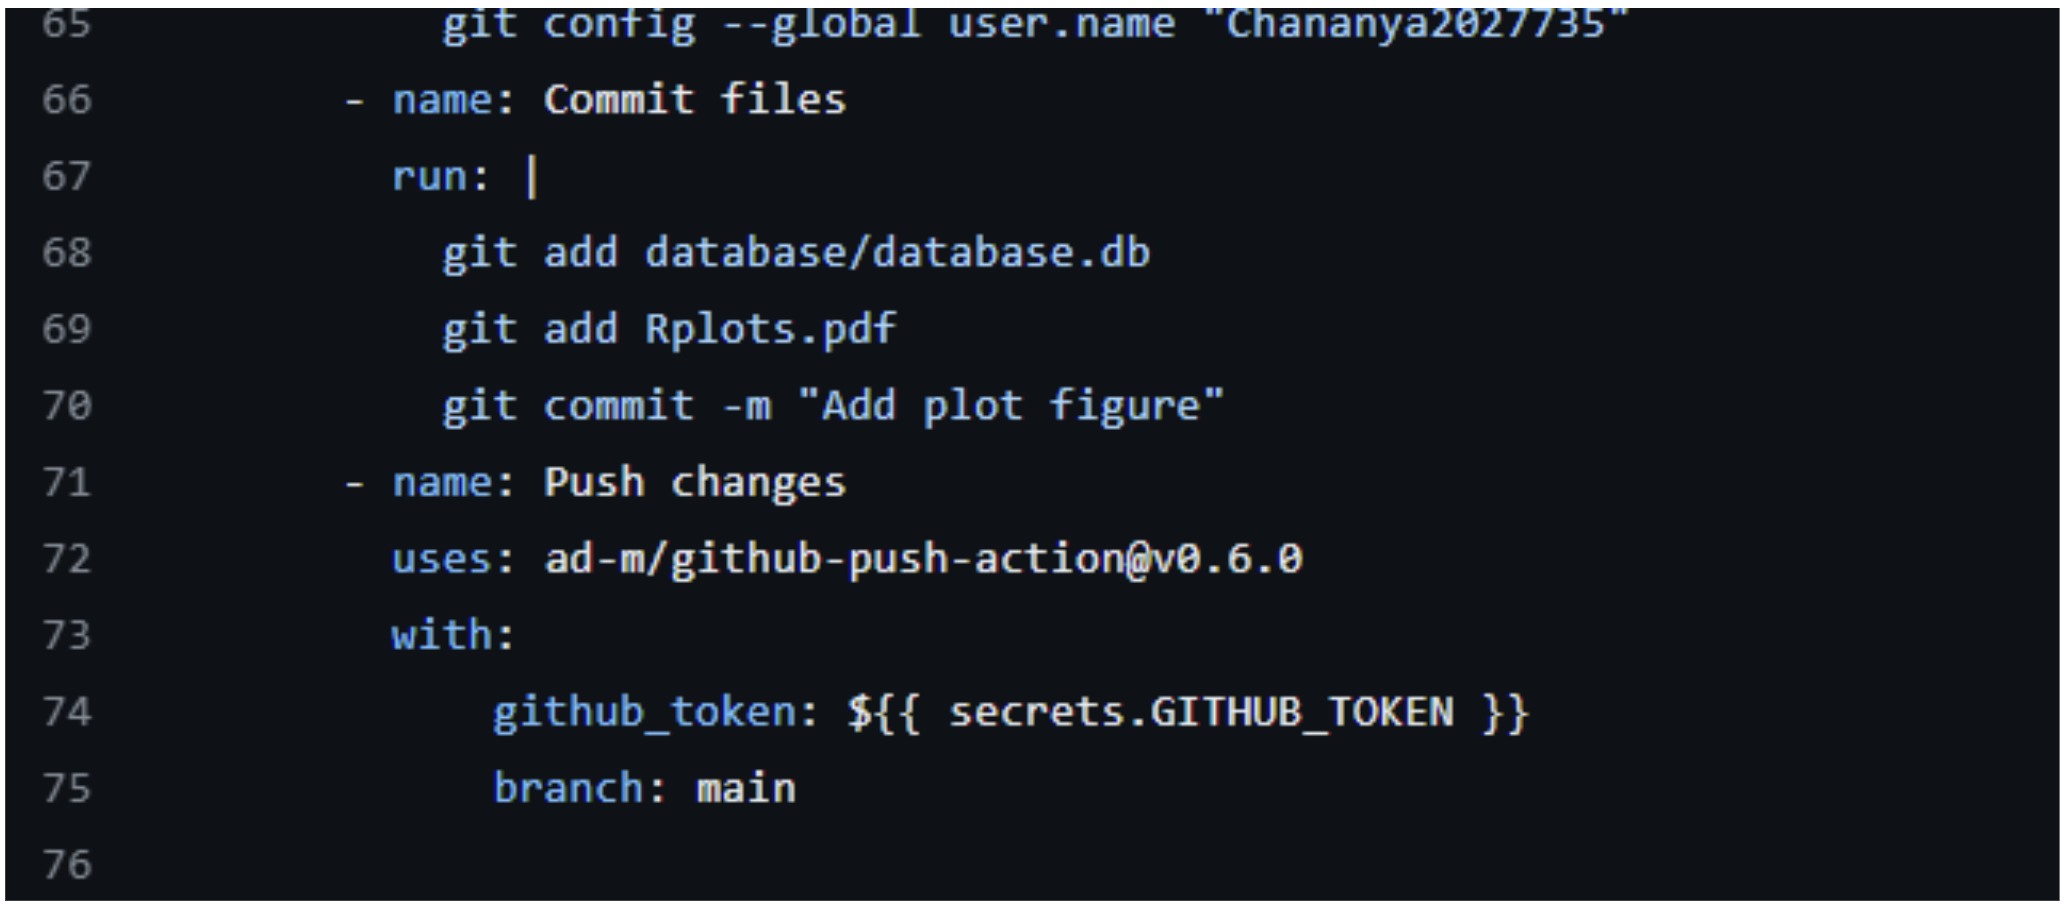 65 git config --global user.name "Chananya2027735"
66 - name: Commit files
67 run: |
68 git add database/database.db
69 git add Rplots.pdf
70 git commit -m "Add plot figure"
71 - name: Push changes
72 uses: ad-m/github-push-action@v0.6.0
73 with:
74 github_token: ${{ secrets.GITHUB_TOKEN }}
75 branch: main
76